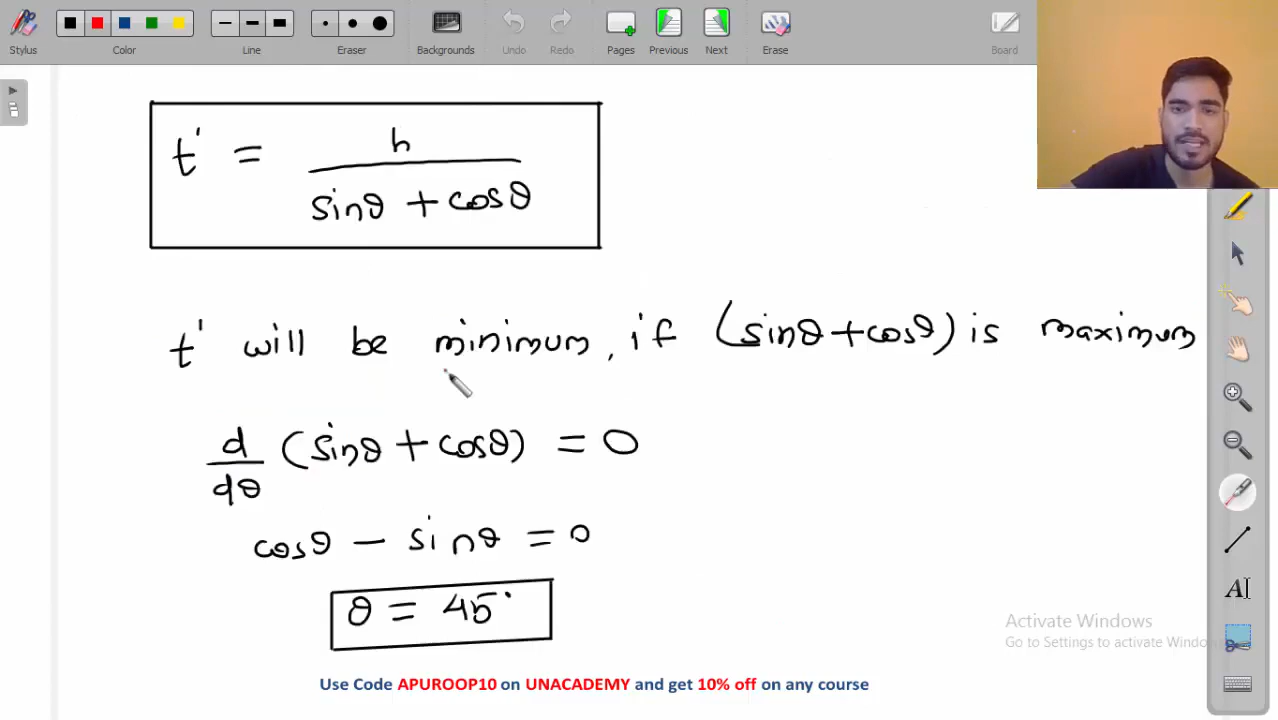 Stylus
Color
Line
Eraser
Backgrounds
Undo
Redo
Pages
Previous
Next
Erase
Board
t' = h / (sinθ + cosθ)
t' will be minimum, if (sinθ + cosθ) is maximum
d/dθ (sinθ + cosθ) = 0
cosθ - sinθ = 0
θ = 45°
A
Activate Windows
Go to Settings to activate Window
Use Code APUROOP10 on UNACADEMY and get 10% off on any course